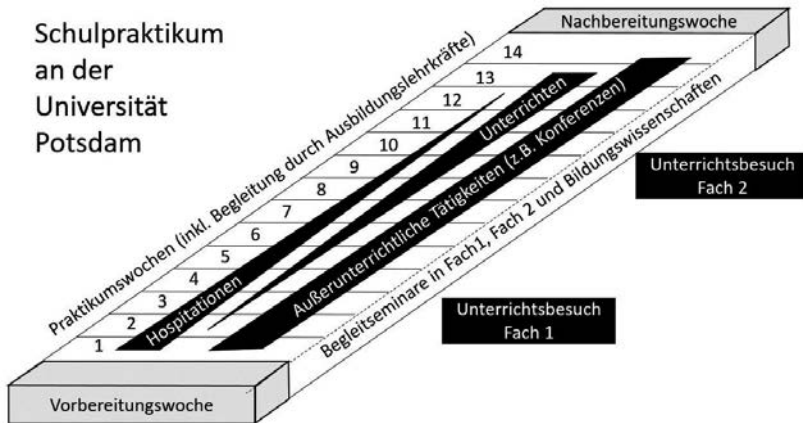 Schulpraktikum
an der
Universität
Potsdam
Nachbereitungswoche
14
13
12
11
10
9
8
7
6
5
4
3
2
1
Praktikumswochen (inkl. Begleitung durch Ausbildungslehrkräfte)
Hospitationen
Unterrichten
Außerunterrichtliche Tätigkeiten (z.B. Konferenzen)
Begleitseminare in Fach1, Fach 2 und Bildungswissenschaften
Unterrichtsbesuch
Fach 2
Unterrichtsbesuch
Fach 1
Vorbereitungswoche